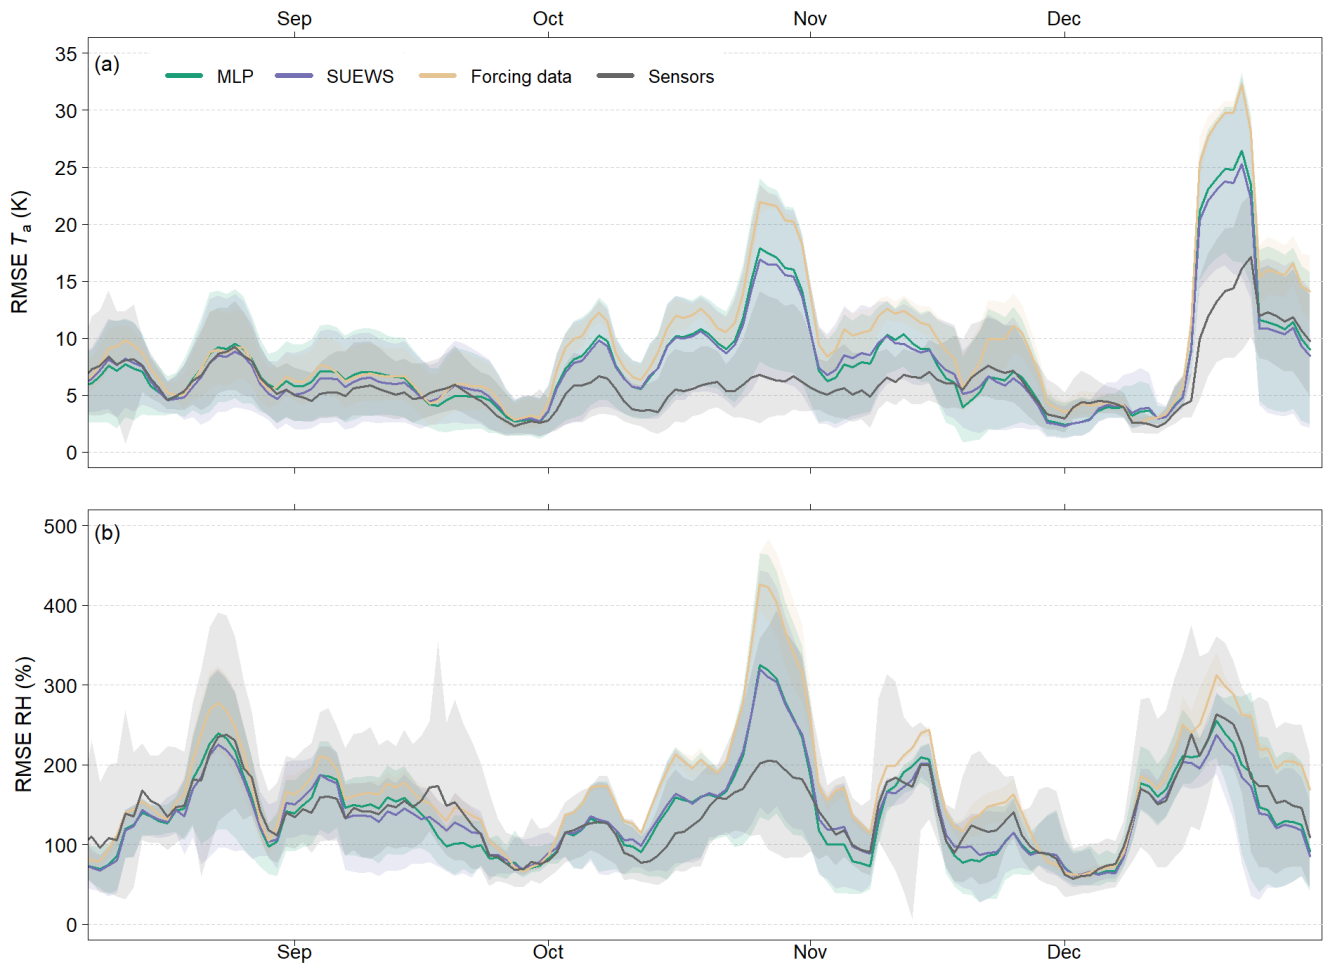 Sep Oct Nov Dec
(a)
MLP SUEWS Forcing data Sensors
35
30
25
20
15
10
5
0
RMSE Ta (K)
(b)
500
400
300
200
100
0
RMSE RH (%)
Sep Oct Nov Dec